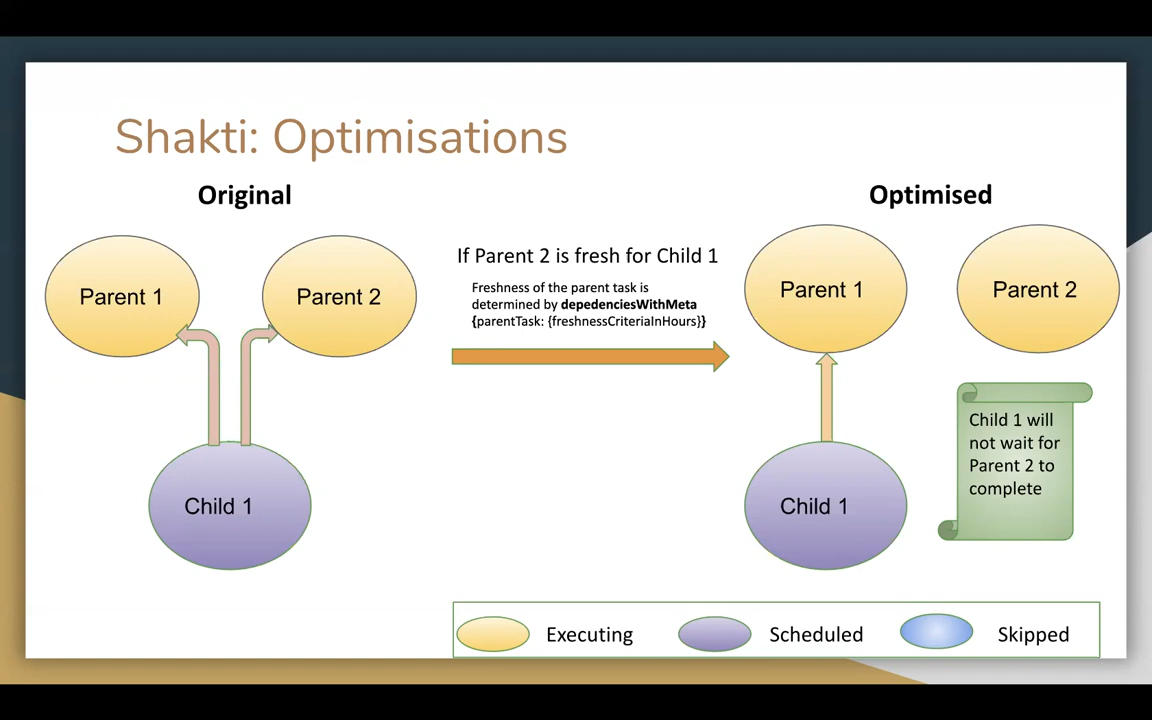 Shakti: Optimisations
Original
Optimised
Parent 1
Parent 2
Child 1
If Parent 2 is fresh for Child 1
Freshness of the parent task is
determined by depedenciesWithMeta
{parentTask: {freshnessCriteriaInHours}}
Parent 1
Parent 2
Child 1
Child 1 will
not wait for
Parent 2 to
complete
Executing
Scheduled
Skipped